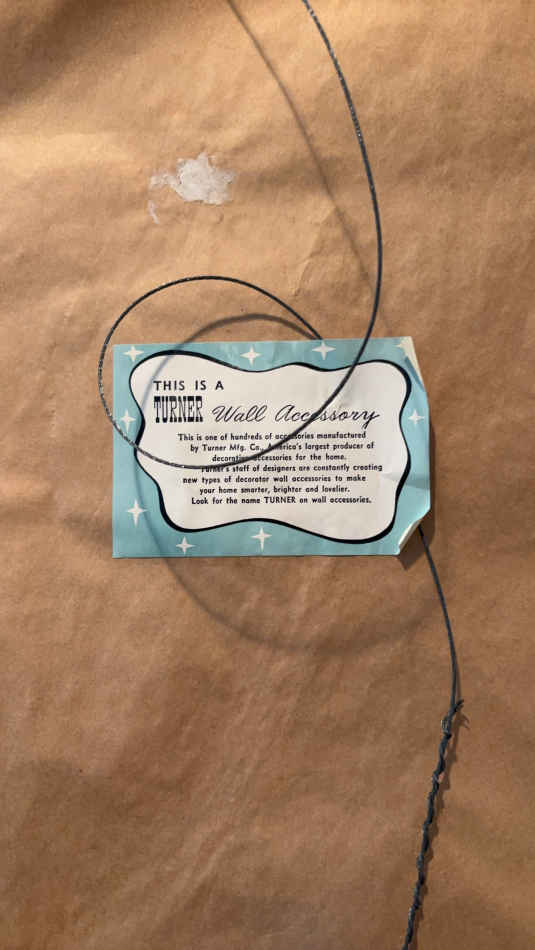 THIS IS A
TURNER Wall Accessory
This is one of hundreds of accessories manufactured
by Turner Mfg. Co., America's largest producer of
decorative accessories for the home.
Turner's staff of designers are constantly creating
new types of decorator wall accessories to make
your home smarter, brighter and lovelier.
Look for the name TURNER on wall accessories.